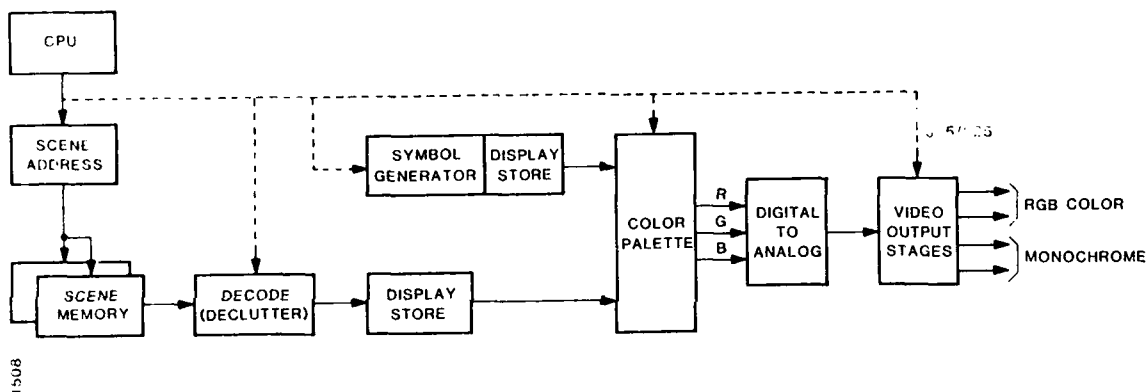 CPU
SCENE
ADDRESS
SYMBOL
GENERATOR
DISPLAY
STORE
COLOR
PALETTE
R
G
B
DIGITAL
TO
ANALOG
VIDEO
OUTPUT
STAGES
RGB COLOR
MONOCHROME
SCENE
MEMORY
DECODE
(DECLUTTER)
DISPLAY
STORE
1508